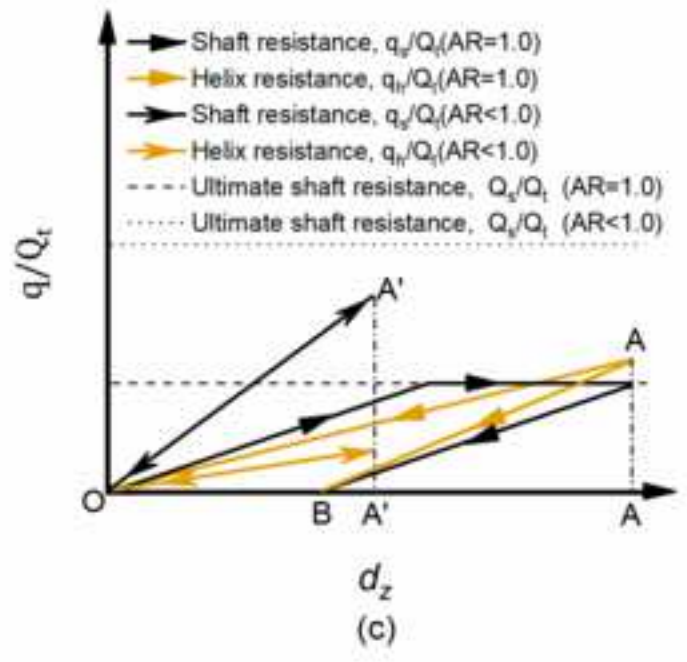 Shaft resistance, qₛ/Qₜ(AR=1.0)
Helix resistance, qₕ/Qₜ(AR=1.0)
Shaft resistance, qₛ/Qₜ(AR<1.0)
Helix resistance, qₕ/Qₜ(AR<1.0)
Ultimate shaft resistance, Qₛ/Qₜ (AR=1.0)
Ultimate shaft resistance, Qₛ/Qₜ (AR<1.0)
q/Qₜ
A'
A
O
B
A'
A
d_z
(c)